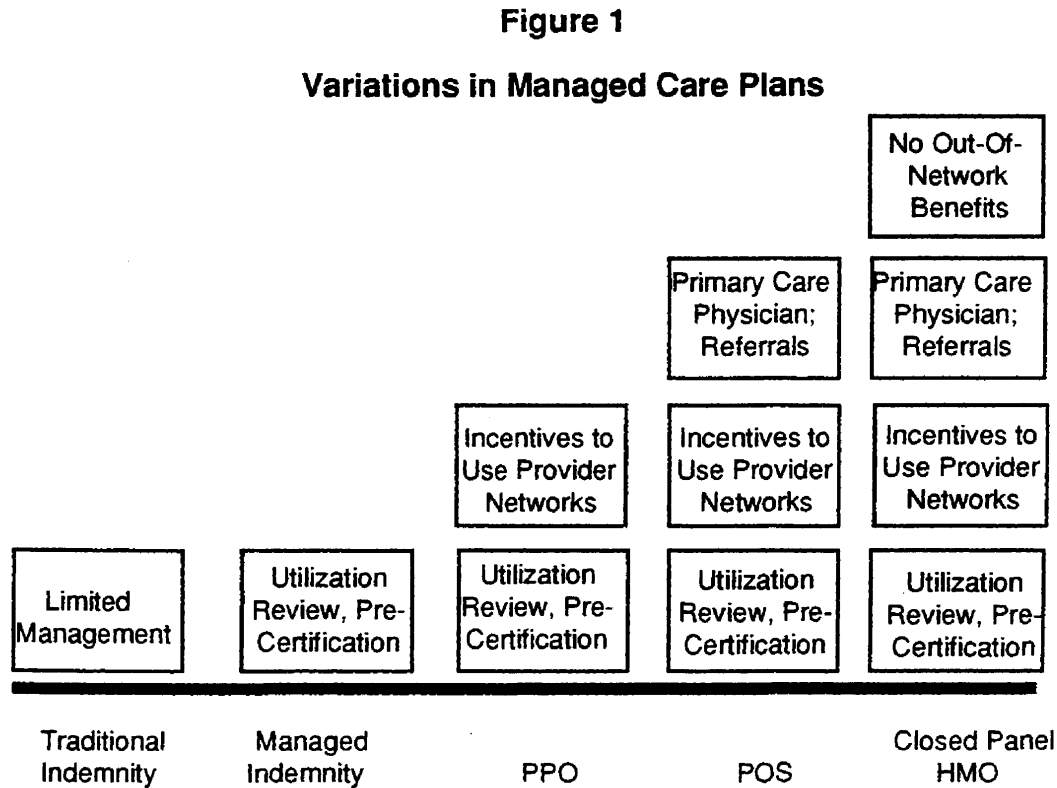 Figure 1
Variations in Managed Care Plans
No Out-Of-
Network
Benefits
Primary Care
Physician;
Referrals
Primary Care
Physician;
Referrals
Incentives to
Use Provider
Networks
Incentives to
Use Provider
Networks
Incentives to
Use Provider
Networks
Limited
Management
Utilization
Review, Pre-
Certification
Utilization
Review, Pre-
Certification
Utilization
Review, Pre-
Certification
Utilization
Review, Pre-
Certification
Traditional
Indemnity
Managed
Indemnity
PPO
POS
Closed Panel
HMO